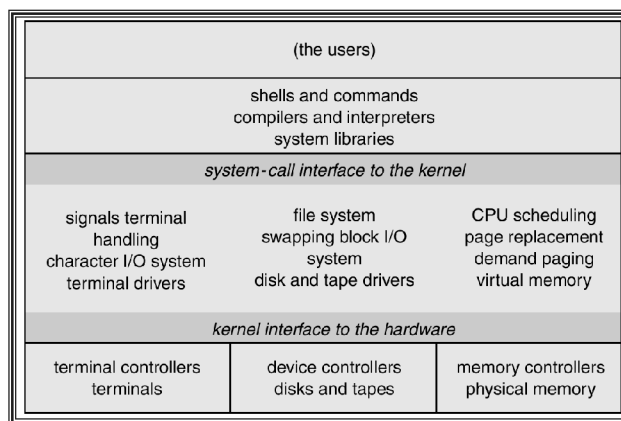 (the users)
shells and commands
compilers and interpreters
system libraries
system-call interface to the kernel
signals terminal
handling
character I/O system
terminal drivers
file system
swapping block I/O
system
disk and tape drivers
CPU scheduling
page replacement
demand paging
virtual memory
kernel interface to the hardware
terminal controllers
terminals
device controllers
disks and tapes
memory controllers
physical memory